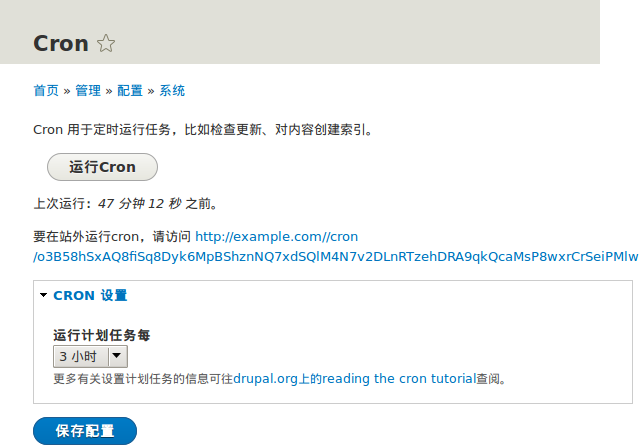 Cron
首页 » 管理 » 配置 » 系统
Cron 用于定时运行任务，比如检查更新、对内容创建索引。
运行Cron
上次运行：47 分钟 12 秒 之前。
要在站外运行cron，请访问 http://example.com//cron
/o3B58hSxAQ8fiSq8Dyk6MpBShznNQ7xdSQlM4N7v2DLnRTzehDRA9qkQcaMsP8wxrCrSeiPMlw
CRON 设置
运行计划任务每
3 小时
更多有关设置计划任务的信息可往drupal.org上的reading the cron tutorial查阅。
保存配置